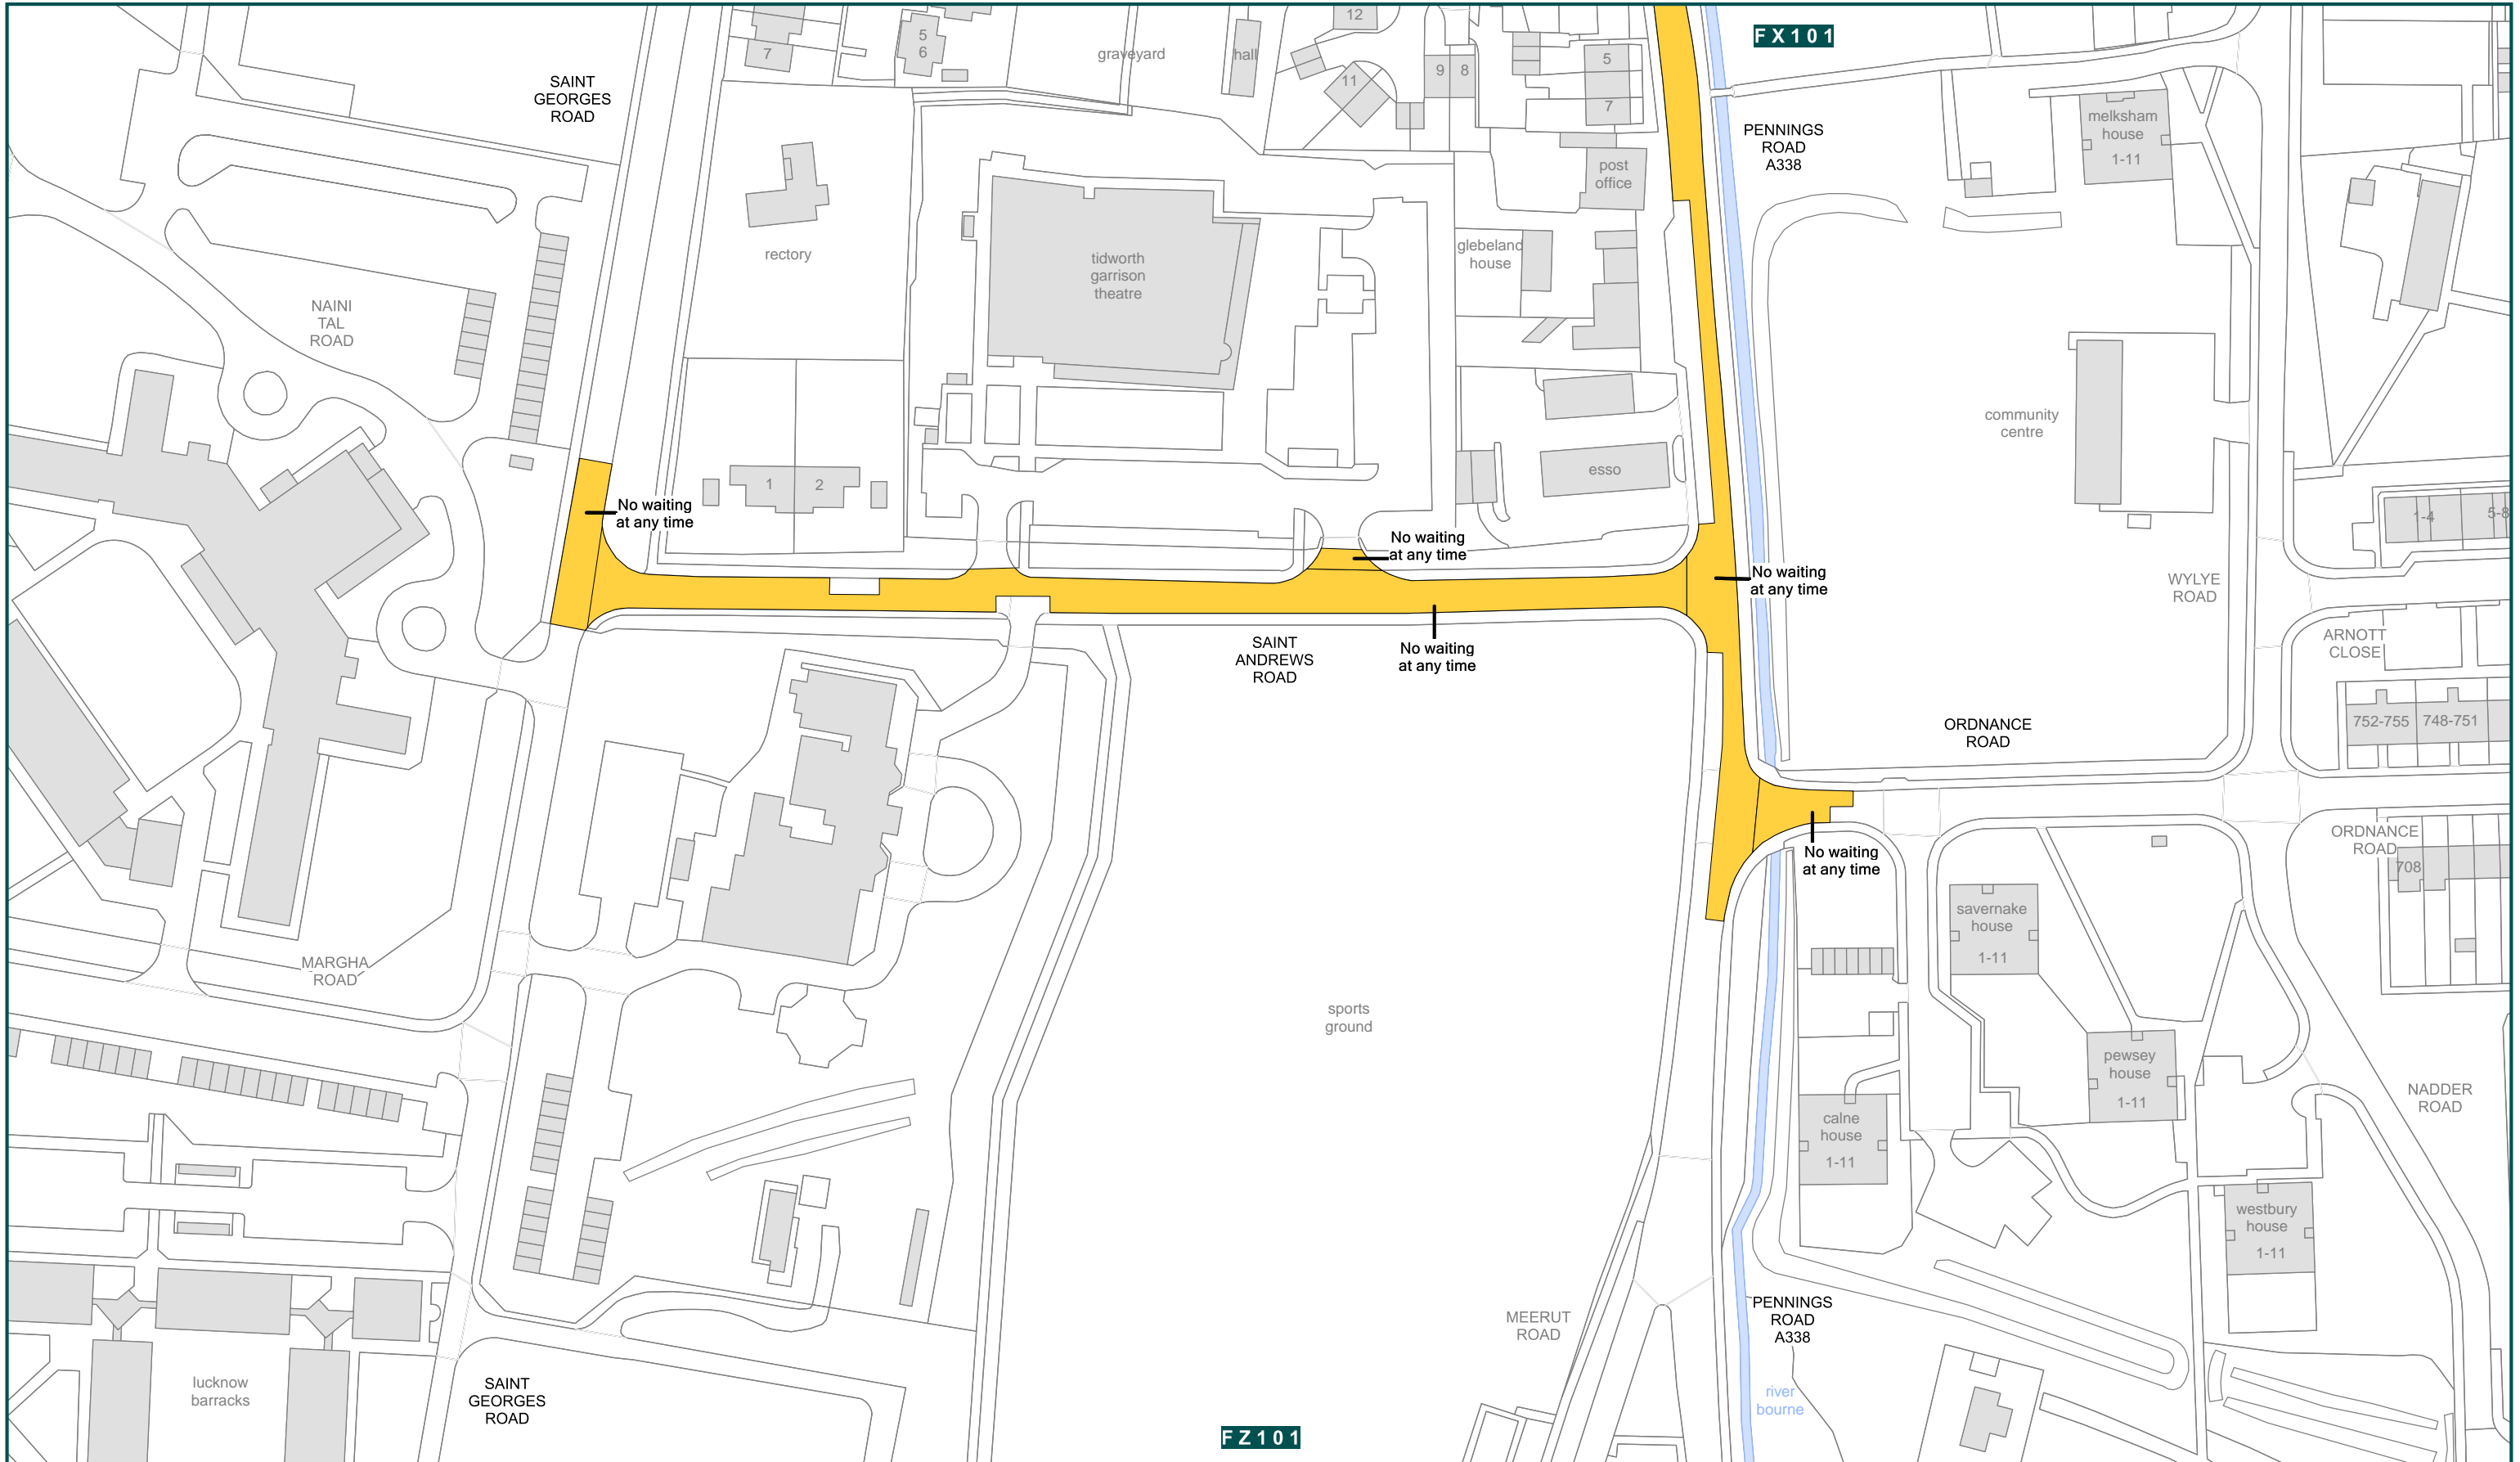 12
FX101
5
6
7
graveyard
hall
9
8
5
11
7
SAINT
GEORGES
ROAD
PENNINGS
ROAD
A338
melksham
house
1-11
post
office
rectory
tidworth
garrison
theatre
glebeland
house
NAINI
TAL
ROAD
community
centre
esso
1
2
No waiting
at any time
No waiting
at any time
1-4
5-8
No waiting
at any time
WYLYE
ROAD
SAINT
ANDREWS
ROAD
No waiting
at any time
ARNOTT
CLOSE
ORDNANCE
ROAD
752-755
748-751
No waiting
at any time
ORDNANCE
ROAD
708
savernake
house
1-11
MARGHA
ROAD
sports
ground
pewsey
house
1-11
NADDER
ROAD
calne
house
1-11
westbury
house
1-11
MEERUT
ROAD
PENNINGS
ROAD
A338
lucknow
barracks
SAINT
GEORGES
ROAD
river
bourne
FZ101